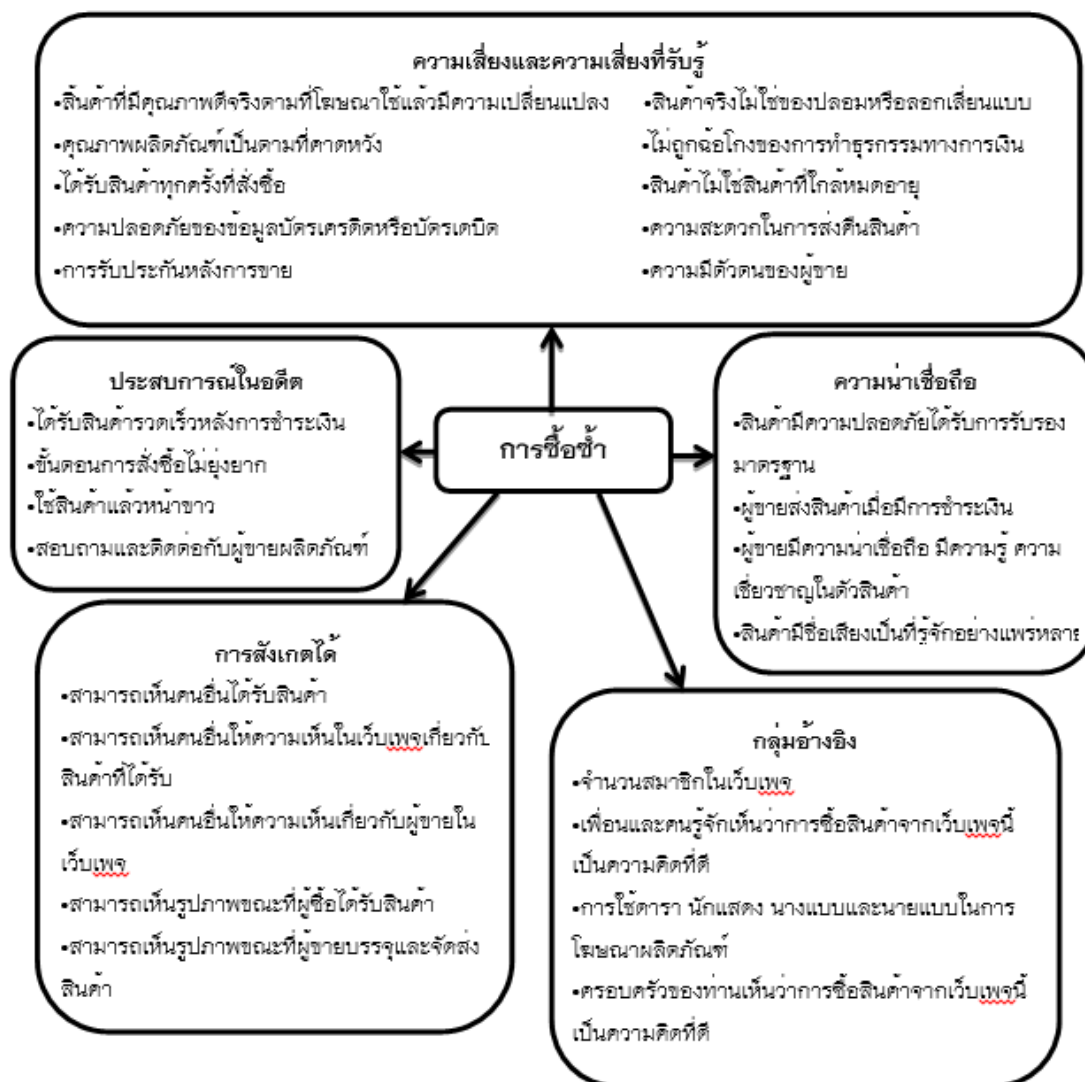 ความเสี่ยงและความเสี่ยงที่รับรู้
•สินค้าที่มีคุณภาพดีจริงตามที่โฆษณาใช้แล้วมีความเปลี่ยนแปลง
•คุณภาพผลิตภัณฑ์เป็นตามที่คาดหวัง
•ได้รับสินค้าทุกครั้งที่สั่งซื้อ
•ความปลอดภัยของข้อมูลบัตรเครดิตหรือบัตรเดบิต
•การรับประกันหลังการขาย
•สินค้าจริงไม่ใช่ของปลอมหรือลอกเลี่ยนแบบ
•ไม่ถูกฉ้อโกงของการทำธุรกรรมทางการเงิน
•สินค้าไม่ใช่สินค้าที่ใกล้หมดอายุ
•ความสะดวกในการส่งคืนสินค้า
•ความมีตัวตนของผู้ขาย
ประสบการณ์ในอดีต
•ได้รับสินค้ารวดเร็วหลังการชำระเงิน
•ขั้นตอนการสั่งซื้อไม่ยุ่งยาก
•ใช้สินค้าแล้วหน้าขาว
•สอบถามและติดต่อกับผู้ขายผลิตภัณฑ์
การซื้อซ้ำ
ความน่าเชื่อถือ
•สินค้ามีความปลอดภัยได้รับการรับรอง
มาตรฐาน
•ผู้ขายส่งสินค้าเมื่อมีการชำระเงิน
•ผู้ขายมีความน่าเชื่อถือ มีความรู้ ความ
เชี่ยวชาญในตัวสินค้า
•สินค้ามีชื่อเสียงเป็นที่รู้จักอย่างแพร่หลาย
การสังเกตได้
•สามารถเห็นคนอื่นได้รับสินค้า
•สามารถเห็นคนอื่นให้ความเห็นในเว็บเพจเกี่ยวกับ
สินค้าที่ได้รับ
•สามารถเห็นคนอื่นให้ความเห็นเกี่ยวกับผู้ขายใน
เว็บเพจ
•สามารถเห็นรูปภาพขณะที่ผู้ซื้อได้รับสินค้า
•สามารถเห็นรูปภาพขณะที่ผู้ขายบรรจุและจัดส่ง
สินค้า
กลุ่มอ้างอิง
•จำนวนสมาชิกในเว็บเพจ
•เพื่อนและคนรู้จักเห็นว่าการซื้อสินค้าจากเว็บเพจนี้
เป็นความคิดที่ดี
•การใช้ดารา นักแสดง นางแบบและนายแบบในการ
โฆษณาผลิตภัณฑ์
•ครอบครัวของท่านเห็นว่าการซื้อสินค้าจากเว็บเพจนี้
เป็นความคิดที่ดี